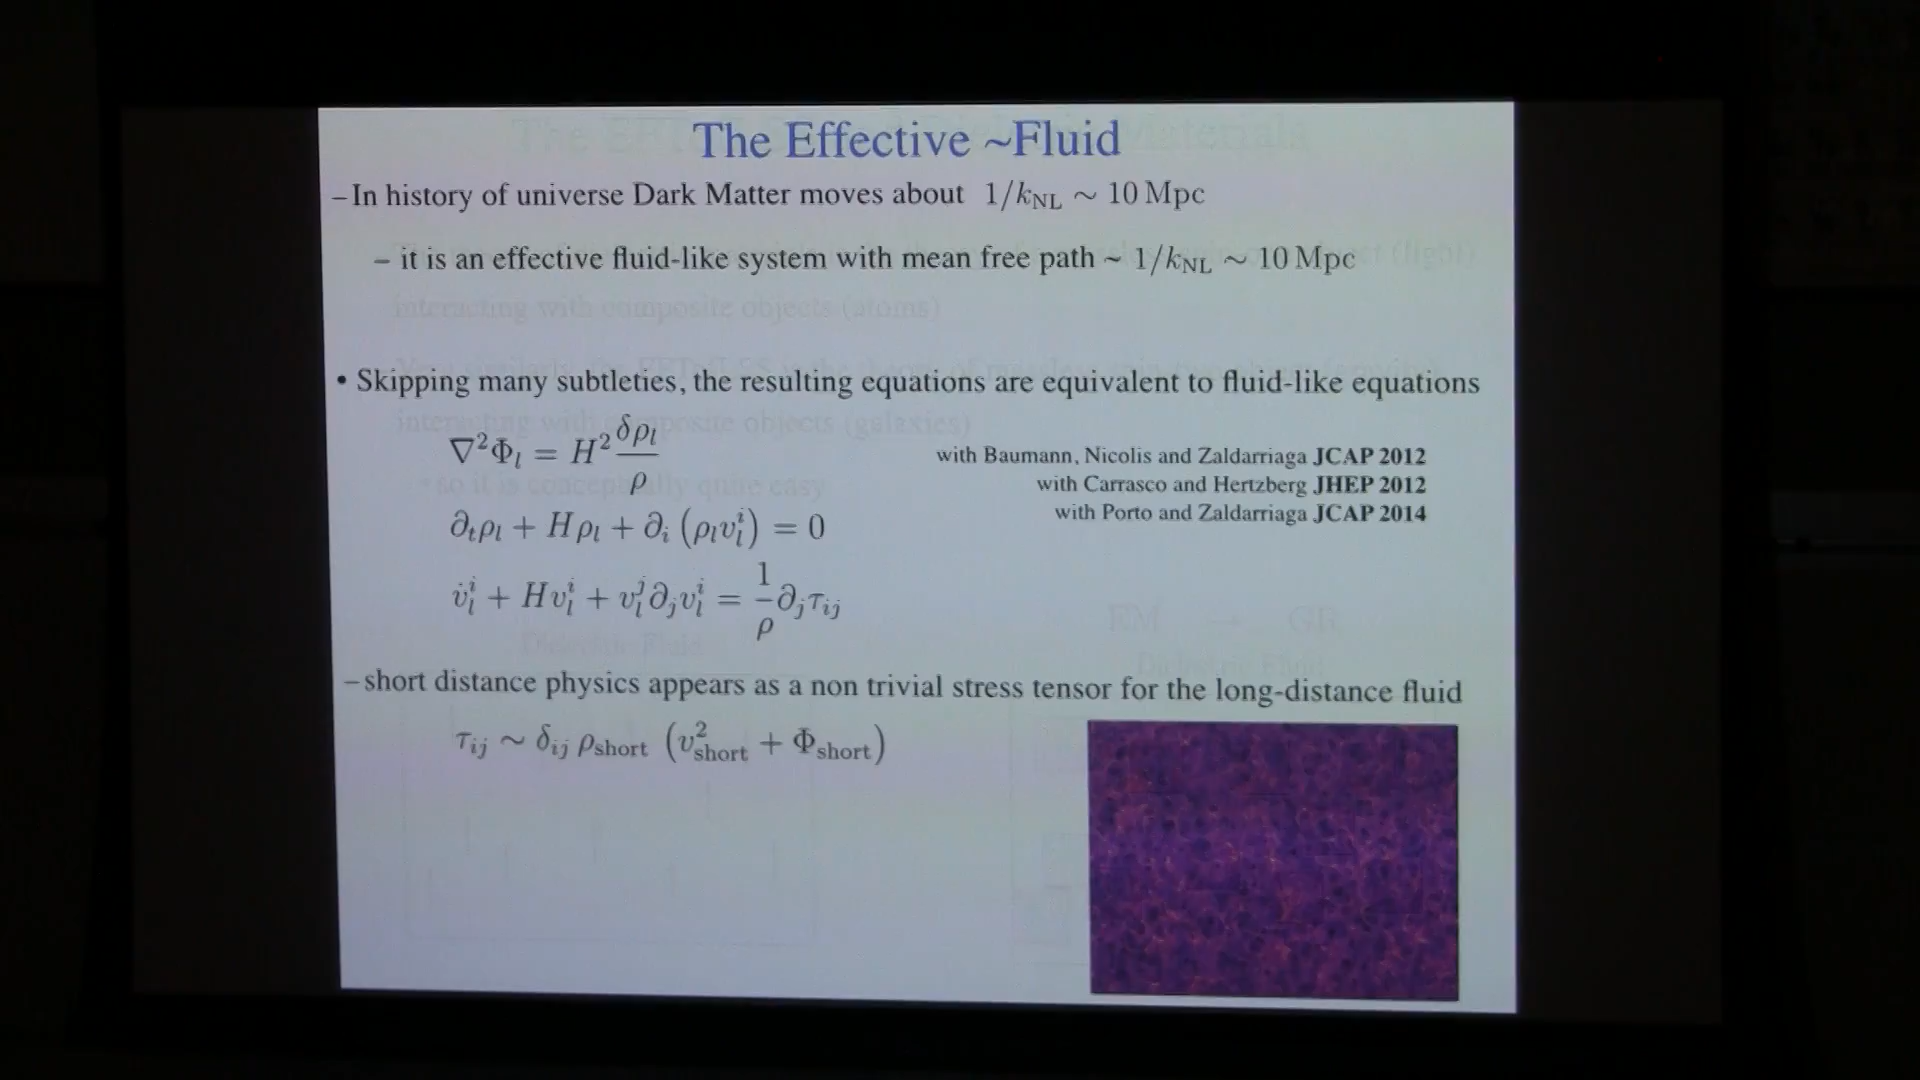 The Effective ~Fluid
– In history of universe Dark Matter moves about 1/k_NL ∼ 10 Mpc
– it is an effective fluid-like system with mean free path ~ 1/k_NL ∼ 10 Mpc
• Skipping many subtleties, the resulting equations are equivalent to fluid-like equations
∇²Φ_l = H² δρ_l / ρ
with Baumann, Nicolis and Zaldarriaga JCAP 2012
with Carrasco and Hertzberg JHEP 2012
with Porto and Zaldarriaga JCAP 2014
∂_t ρ_l + Hρ_l + ∂_i (ρ_l v_l^i) = 0
v̇_l^i + Hv_l^i + v_l^j ∂_j v_l^i = 1/ρ ∂_j τ_ij
– short distance physics appears as a non trivial stress tensor for the long-distance fluid
τ_ij ∼ δ_ij ρ_short (v²_short + Φ_short)